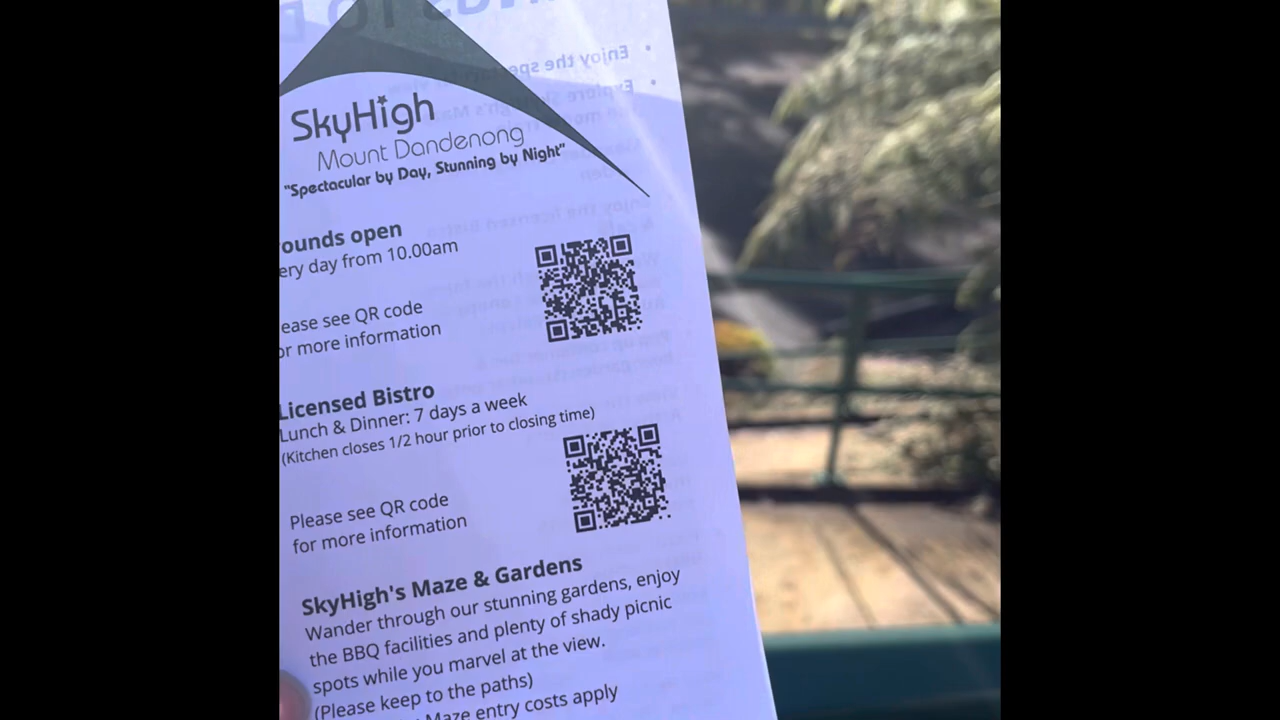 SkyHigh
Mount Dandenong
"Spectacular by Day, Stunning by Night"
ounds open
ery day from 10.00am
ease see QR code
or more information
Licensed Bistro
Lunch & Dinner: 7 days a week
(Kitchen closes 1/2 hour prior to closing time)
Please see QR code
for more information
SkyHigh's Maze & Gardens
Wander through our stunning gardens, enjoy
the BBQ facilities and plenty of shady picnic
spots while you marvel at the view.
(Please keep to the paths)
Maze entry costs apply